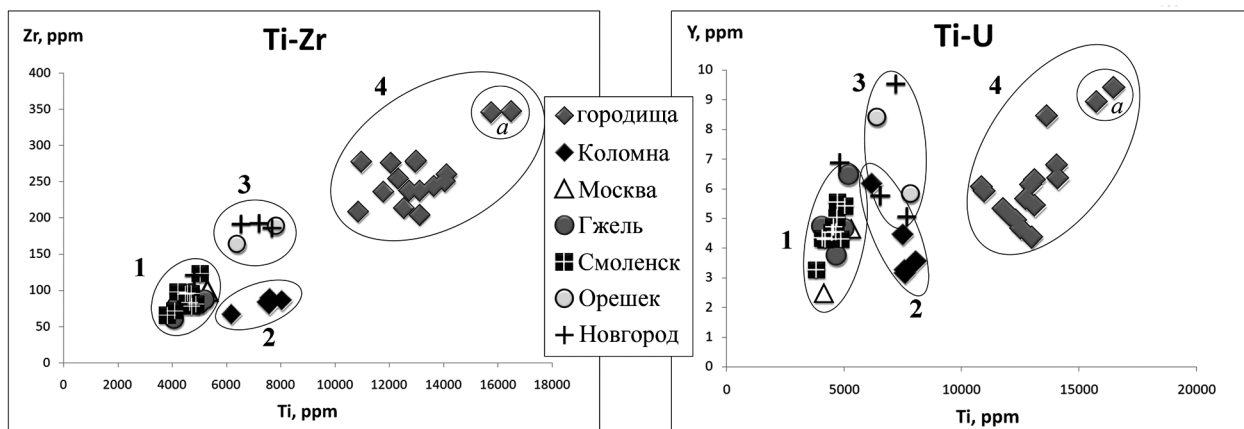 Ti-Zr
Zr, ppm
400
350
300
250
200
150
100
50
0
0 2000 4000 6000 8000 10000 12000 14000 16000 18000
Ti, ppm
1
2
3
4
a
городища
Коломна
Москва
Гжель
Смоленск
Орешек
Новгород
Ti-U
Y, ppm
10
9
8
7
6
5
4
3
2
1
0
0 5000 10000 15000 20000
Ti, ppm
1
2
3
4
a